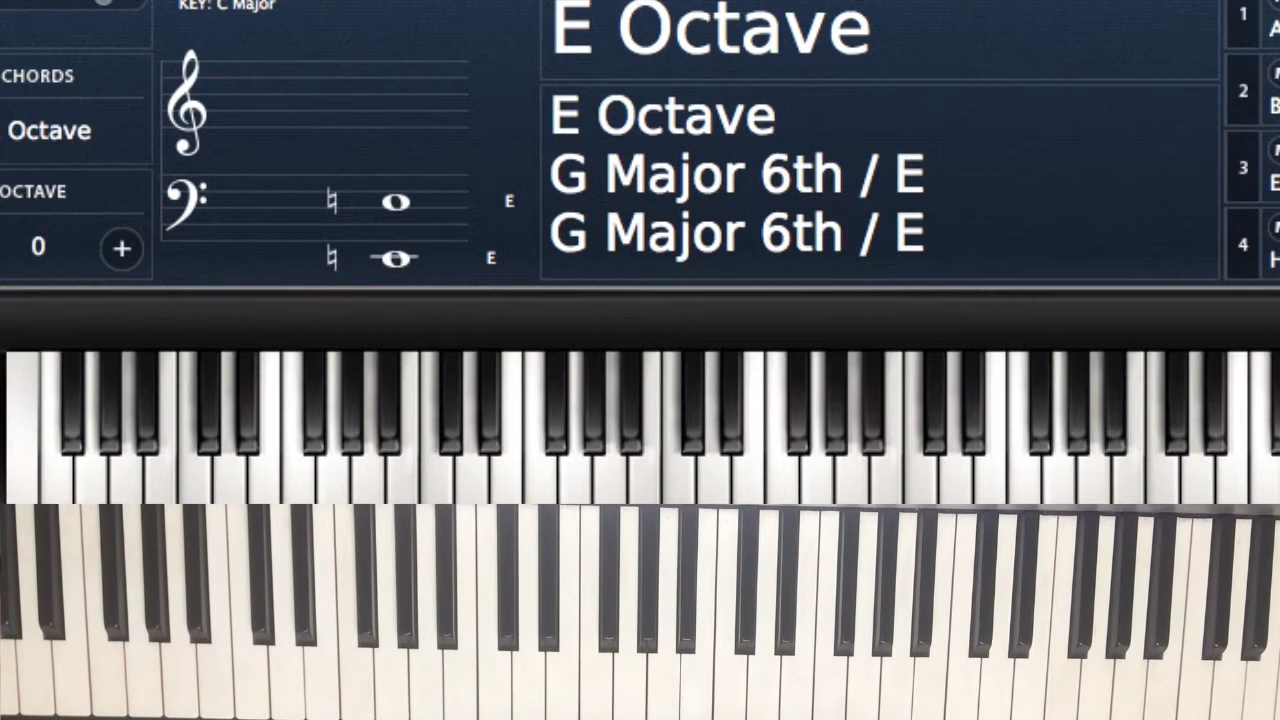 KEY: C Major
E Octave
CHORDS
Octave
OCTAVE
0
+
E
E
E Octave
G Major 6th / E
G Major 6th / E
1
2
3
4